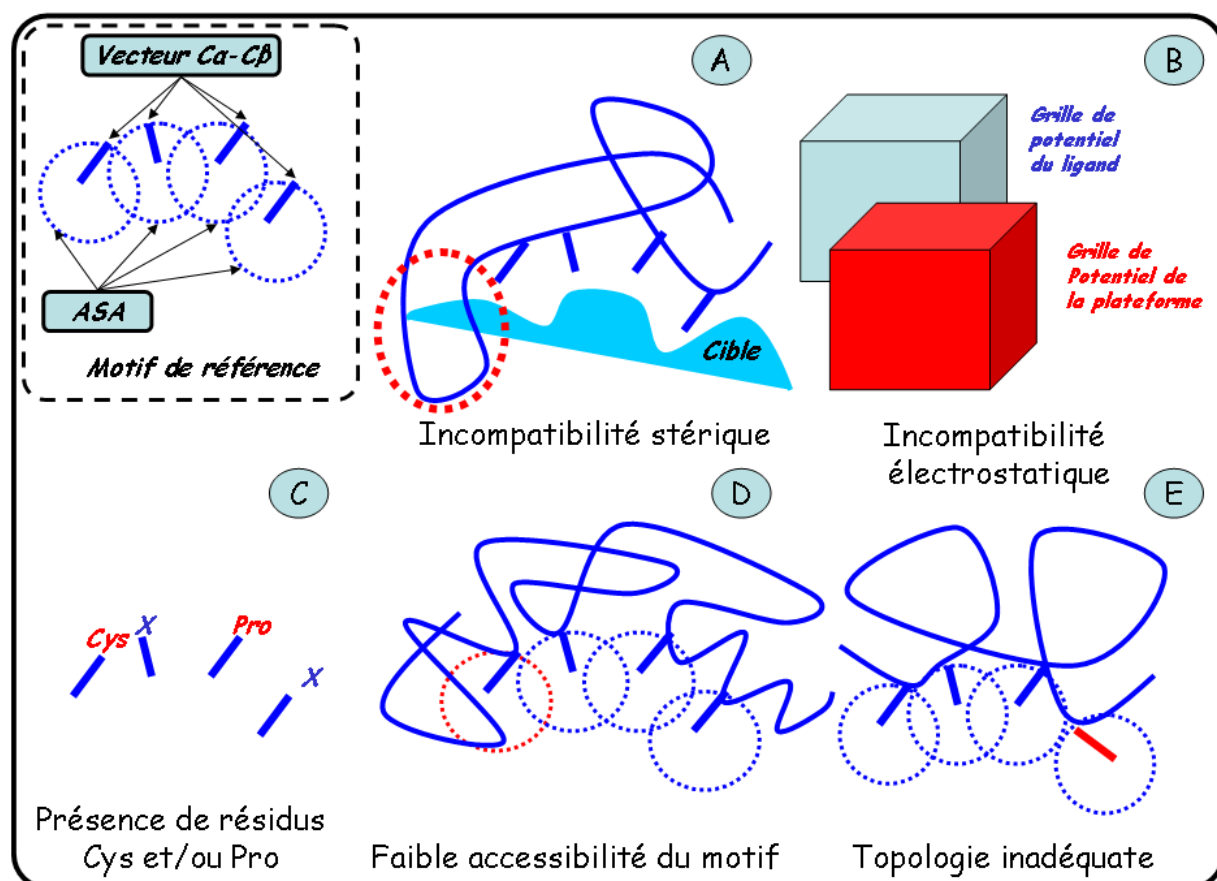 Vecteur Cα-Cβ
ASA
Motif de référence
A
Cible
Incompatibilité stérique
B
Grille de
potentiel
du ligand
Grille de
Potentiel de
la plateforme
Incompatibilité
électrostatique
C
Cys
X
Pro
X
Présence de résidus
Cys et/ou Pro
D
Faible accessibilité du motif
E
Topologie inadéquate